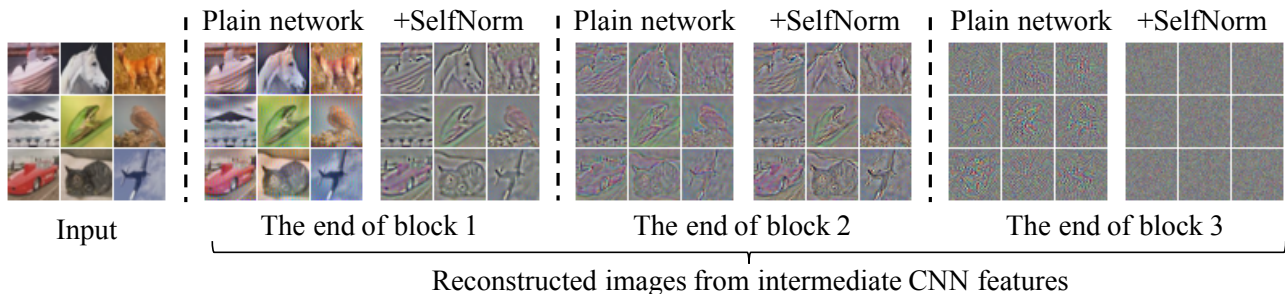 Plain network +SelfNorm Plain network +SelfNorm Plain network +SelfNorm
Input The end of block 1 The end of block 2 The end of block 3
Reconstructed images from intermediate CNN features